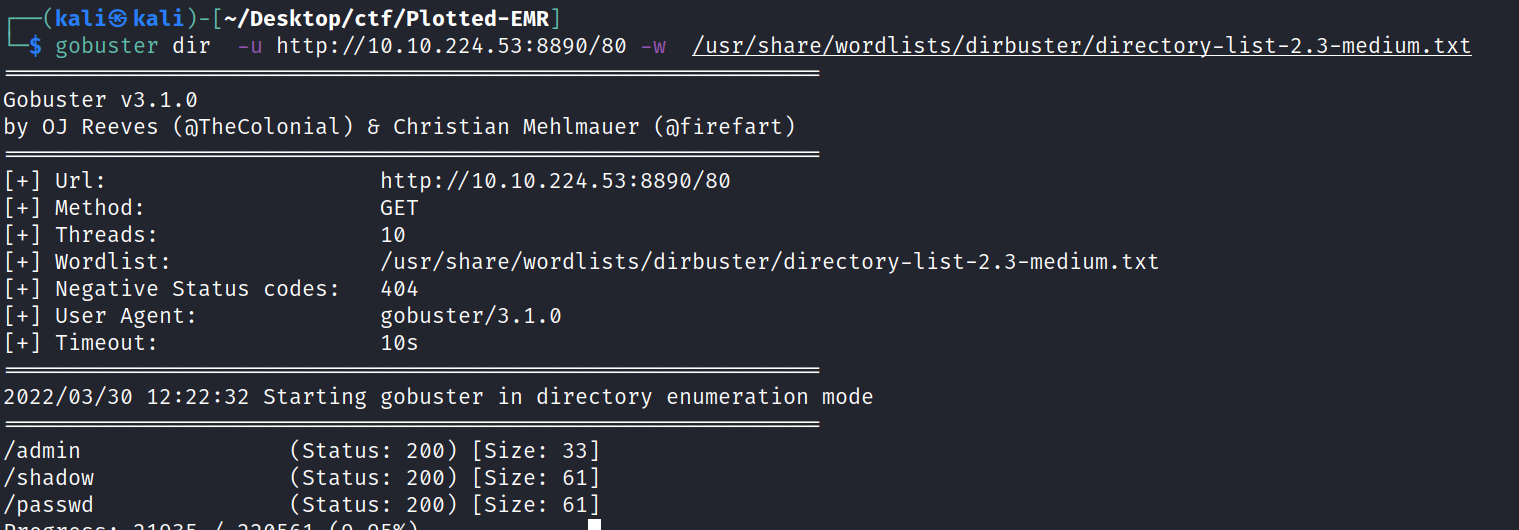 ┌──(kali㉿kali)-[~/Desktop/ctf/Plotted-EMR]
└─$ gobuster dir  -u http://10.10.224.53:8890/80 -w  /usr/share/wordlists/dirbuster/directory-list-2.3-medium.txt
===============================================================
Gobuster v3.1.0
by OJ Reeves (@TheColonial) & Christian Mehlmauer (@firefart)
===============================================================
[+] Url:                     http://10.10.224.53:8890/80
[+] Method:                  GET
[+] Threads:                 10
[+] Wordlist:                /usr/share/wordlists/dirbuster/directory-list-2.3-medium.txt
[+] Negative Status codes:   404
[+] User Agent:              gobuster/3.1.0
[+] Timeout:                 10s
===============================================================
2022/03/30 12:22:32 Starting gobuster in directory enumeration mode
===============================================================
/admin                (Status: 200) [Size: 33]
/shadow               (Status: 200) [Size: 61]
/passwd               (Status: 200) [Size: 61]
Progress: 21935 / 220561 (9.95%)